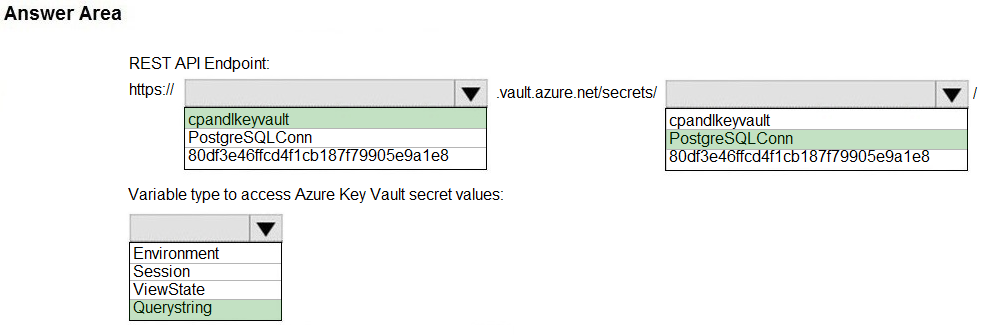 Answer Area
REST API Endpoint:
https:// .vault.azure.net/secrets/ /
cpandlkeyvault cpandlkeyvault
PostgreSQLConn PostgreSQLConn
80df3e46ffcd4f1cb187f79905e9a1e8 80df3e46ffcd4f1cb187f79905e9a1e8
Variable type to access Azure Key Vault secret values:
Environment
Session
ViewState
Querystring